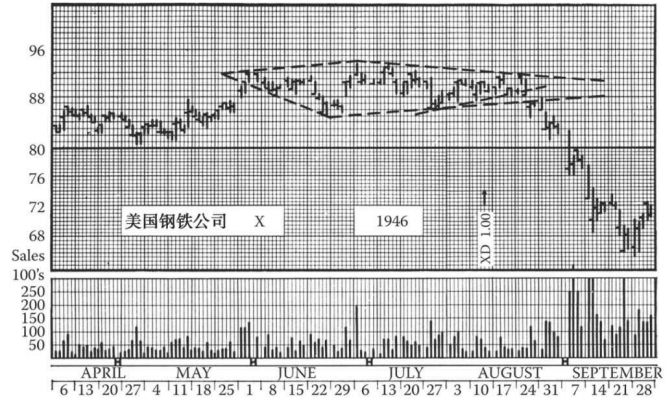 96
88
80
76
72
68
美国钢铁公司 X
1946
XD 1.00
Sales
100's
250
200
150
100
50
APRIL MAY JUNE JULY AUGUST SEPTEMBER
6 13 20 27 4 11 18 25 1 8 15 22 29 6 13 20 27 3 10 17 24 31 7 14 21 28